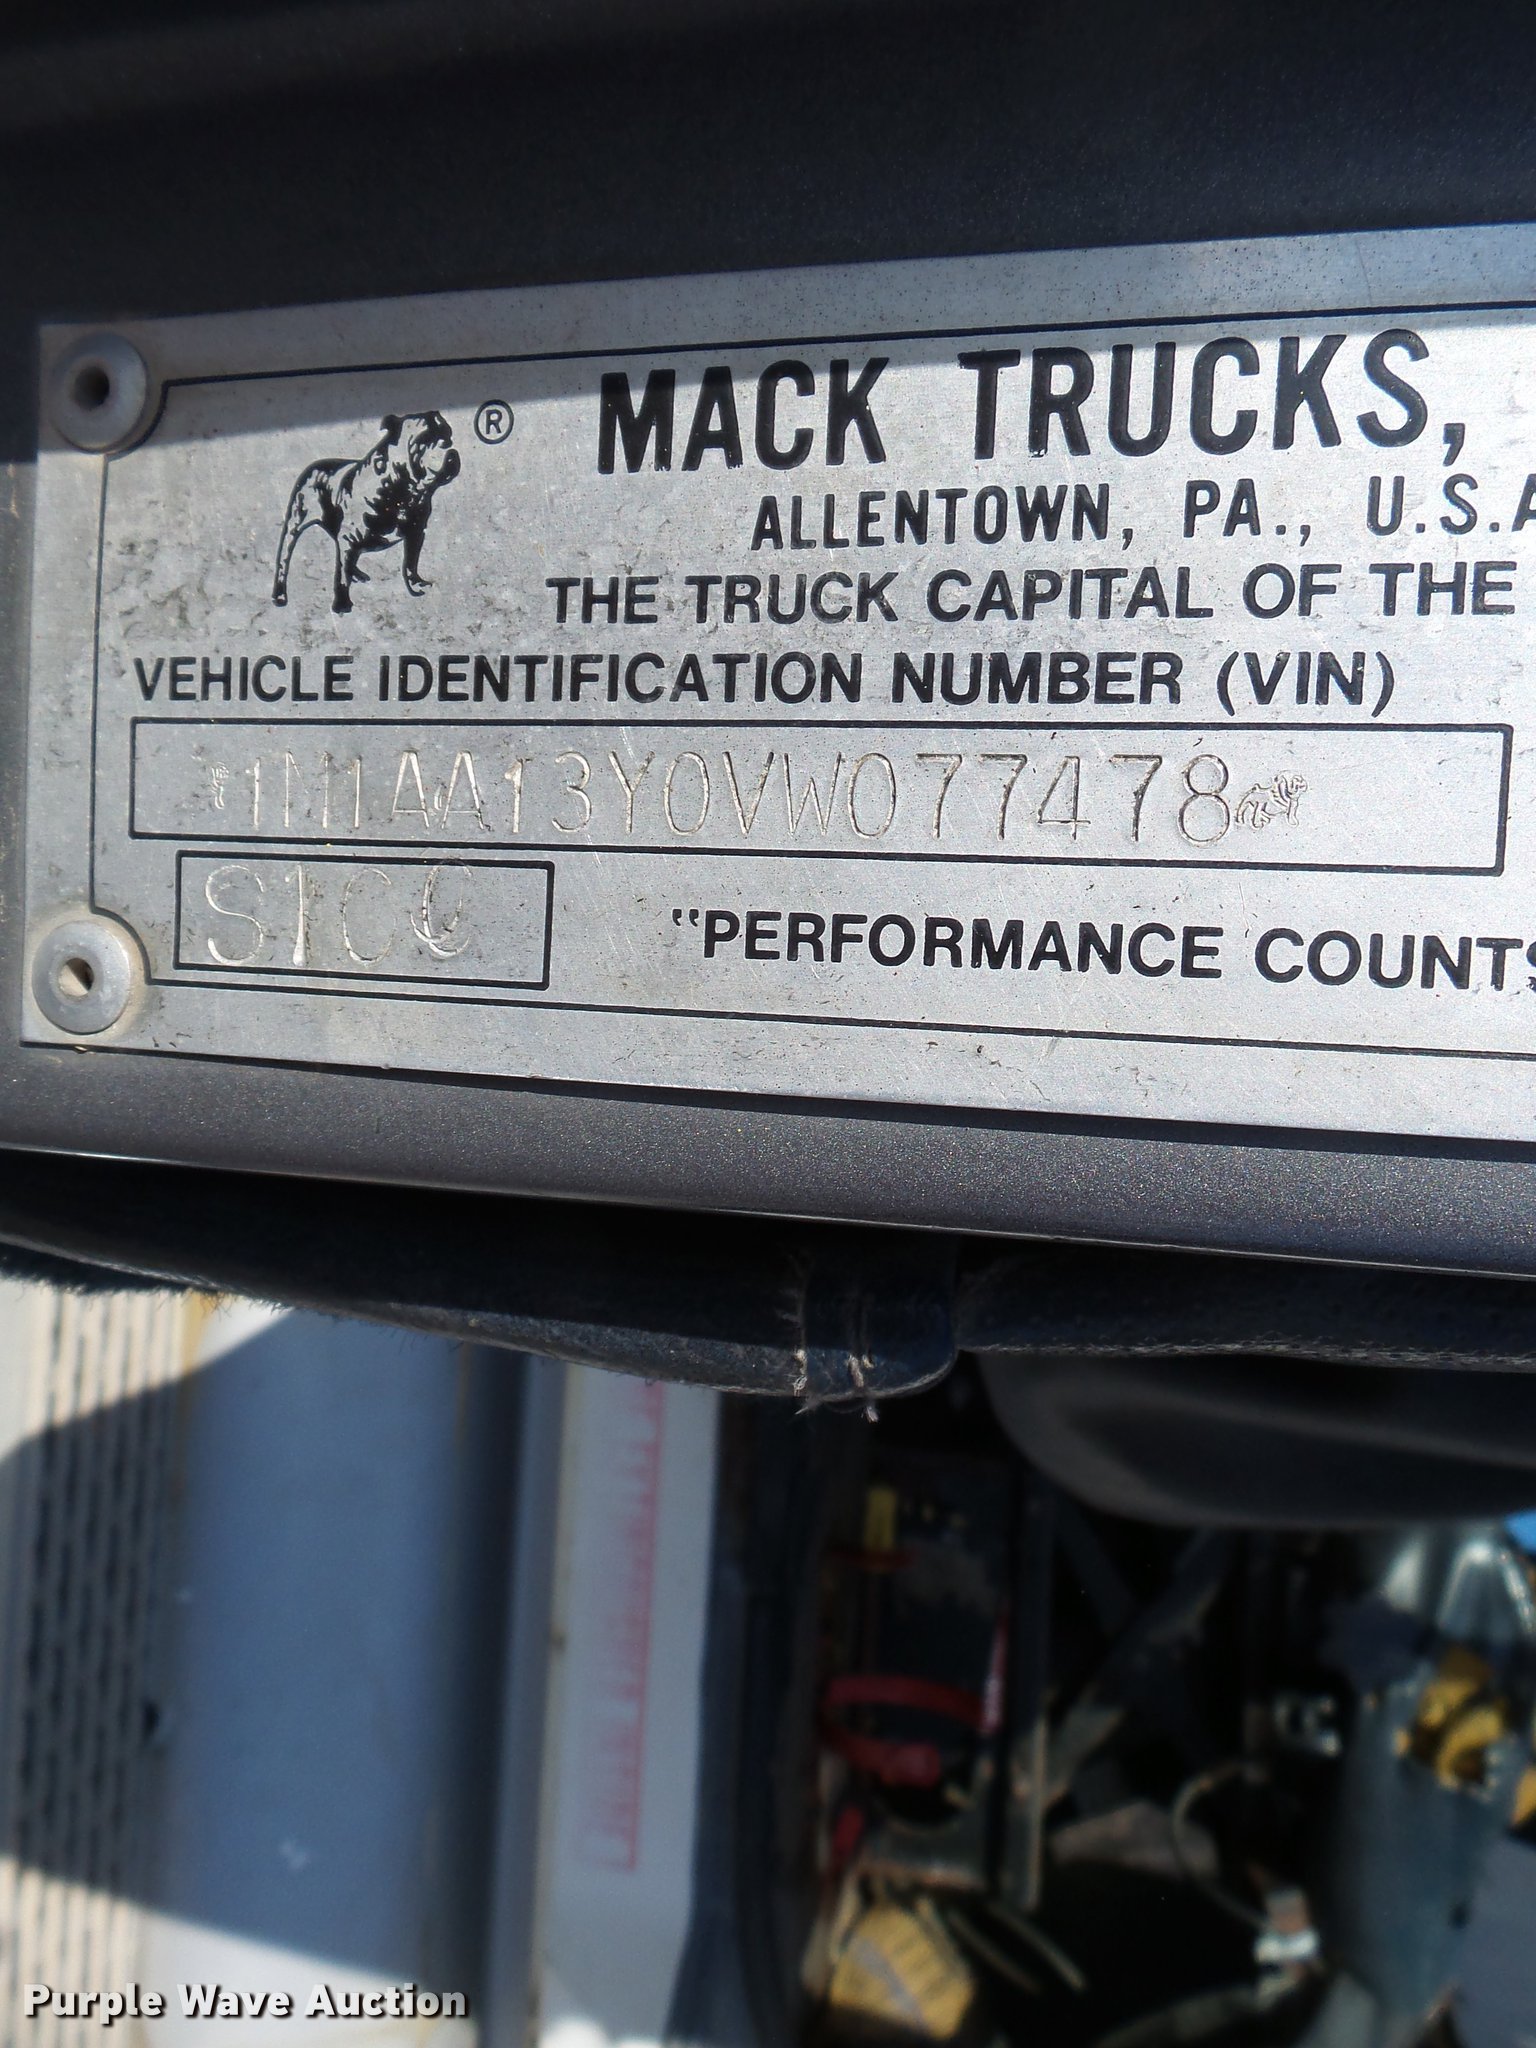 ®
MACK TRUCKS,
ALLENTOWN, PA., U.S.A
THE TRUCK CAPITAL OF THE
VEHICLE IDENTIFICATION NUMBER (VIN)
1M1AA13Y0VW077478
"PERFORMANCE COUNTS
Purple Wave Auction